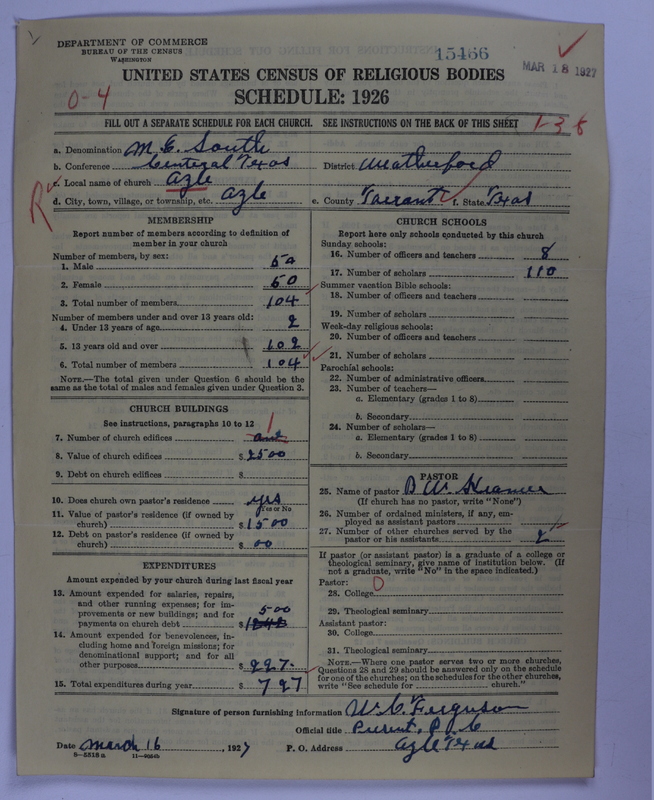 DEPARTMENT OF COMMERCE
BUREAU OF THE CENSUS
WASHINGTON
15466
MAR 18 1927
UNITED STATES CENSUS OF RELIGIOUS BODIES
0-4
SCHEDULE: 1926
FILL OUT A SEPARATE SCHEDULE FOR EACH CHURCH. SEE INSTRUCTIONS ON THE BACK OF THIS SHEET
1-3-8
a. Denomination M. E. South
b. Conference Central Texas District Weatherford
R
c. Local name of church Azle
d. City, town, village, or township, etc. Azle e. County Tarrant f. State Texas
MEMBERSHIP
Report number of members according to definition of
member in your church
Number of members, by sex:
1. Male 54
2. Female 50
3. Total number of members 104
Number of members under and over 13 years old:
4. Under 13 years of age 2
5. 13 years old and over 102
6. Total number of members 104
NOTE.—The total given under Question 6 should be the
same as the total of males and females given under Question 3.
CHURCH BUILDINGS
See instructions, paragraphs 10 to 12
7. Number of church edifices 1
8. Value of church edifices $ 2500
9. Debt on church edifices $
10. Does church own pastor's residence yes
Yes or No
11. Value of pastor's residence (if owned by
church) $ 1500
12. Debt on pastor's residence (if owned by
church) $ 00
EXPENDITURES
Amount expended by your church during last fiscal year
13. Amount expended for salaries, repairs,
and other running expenses; for im-
provements or new buildings; and for
payments on church debt $ 500
14. Amount expended for benevolences, in-
cluding home and foreign missions; for
denominational support; and for all
other purposes $ 227.
15. Total expenditures during year $ 727
CHURCH SCHOOLS
Report here only schools conducted by this church
Sunday schools:
16. Number of officers and teachers 8
17. Number of scholars 110
Summer vacation Bible schools:
18. Number of officers and teachers
19. Number of scholars
Week-day religious schools:
20. Number of officers and teachers
21. Number of scholars
Parochial schools:
22. Number of administrative officers
23. Number of teachers—
a. Elementary (grades 1 to 8)
b. Secondary
24. Number of scholars—
a. Elementary (grades 1 to 8)
b. Secondary
PASTOR
25. Name of pastor B. W.
(If church has no pastor, write "None")
26. Number of ordained ministers, if any, em-
ployed as assistant pastors
27. Number of other churches served by the
pastor or his assistants 2
If pastor (or assistant pastor) is a graduate of a college or
theological seminary, give name of institution below. (If
not a graduate, write "No" in the space indicated.)
Pastor:
28. College 0
29. Theological seminary
Assistant pastor:
30. College
31. Theological seminary
NOTE.—Where one pastor serves two or more churches,
Questions 28 and 29 should be answered only on the schedule
for one of the churches; on the schedules for the other churches,
write "See schedule for church."
Signature of person furnishing information W. C. Ferguson
Official title
Date March 16, 1927 P. O. Address Azle Texas
8-5318 a